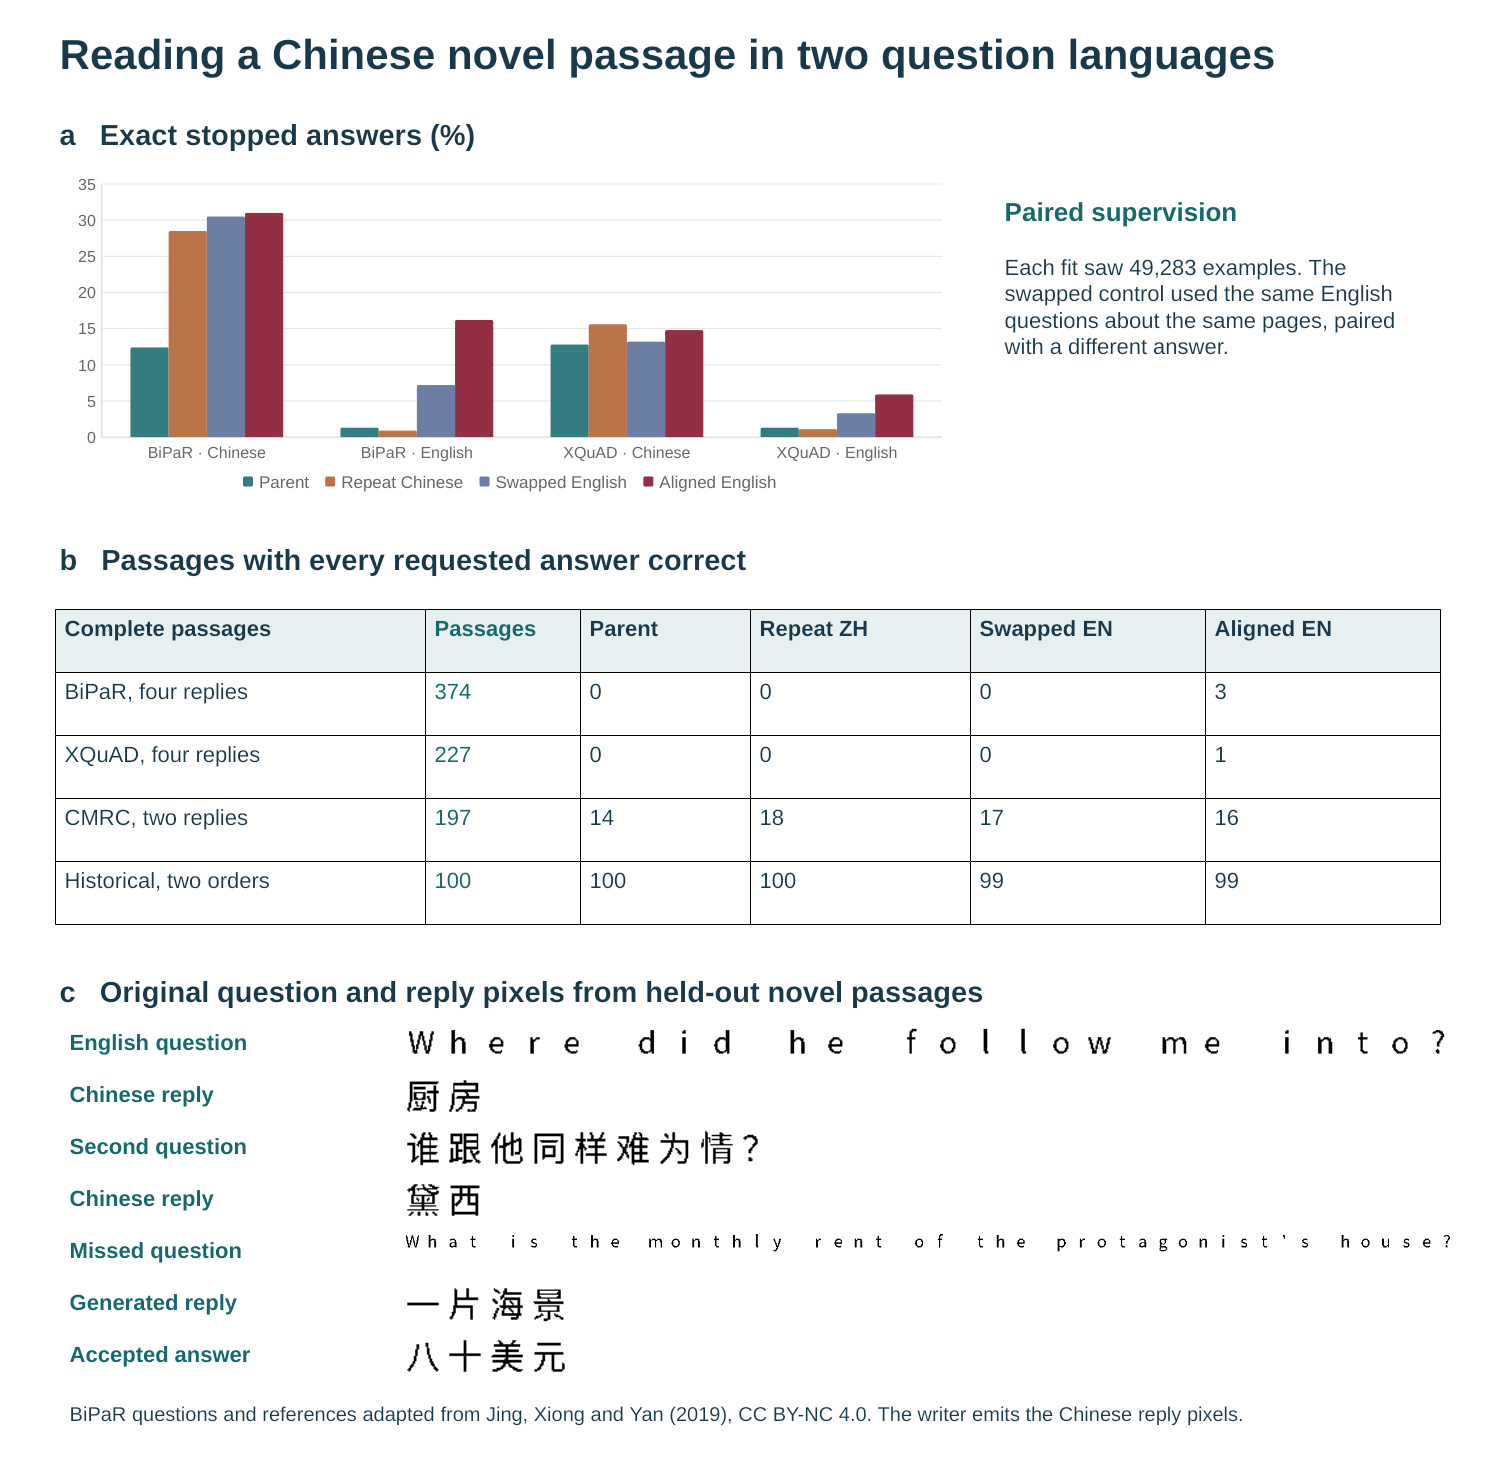 Reading a Chinese novel passage in two question languages
a Exact stopped answers (%)
35
30
25
20
15
10
5
0
BiPaR · Chinese
BiPaR · English
XQuAD · Chinese
XQuAD · English
Parent
Repeat Chinese
Swapped English
Aligned English
Paired supervision
Each fit saw 49,283 examples. The
swapped control used the same English
questions about the same pages, paired
with a different answer.
b Passages with every requested answer correct
Complete passages Passages Parent Repeat ZH Swapped EN Aligned EN
BiPaR, four replies 374 0 0 0 3
XQuAD, four replies 227 0 0 0 1
CMRC, two replies 197 14 18 17 16
Historical, two orders 100 100 100 99 99
c Original question and reply pixels from held-out novel passages
English question Where did he follow me into?
Chinese reply 厨房
Second question 谁跟他同样难为情？
Chinese reply 黛西
Missed question What is the monthly rent of the protagonist's house?
Generated reply 一片海景
Accepted answer 八十美元
BiPaR questions and references adapted from Jing, Xiong and Yan (2019), CC BY-NC 4.0. The writer emits the Chinese reply pixels.